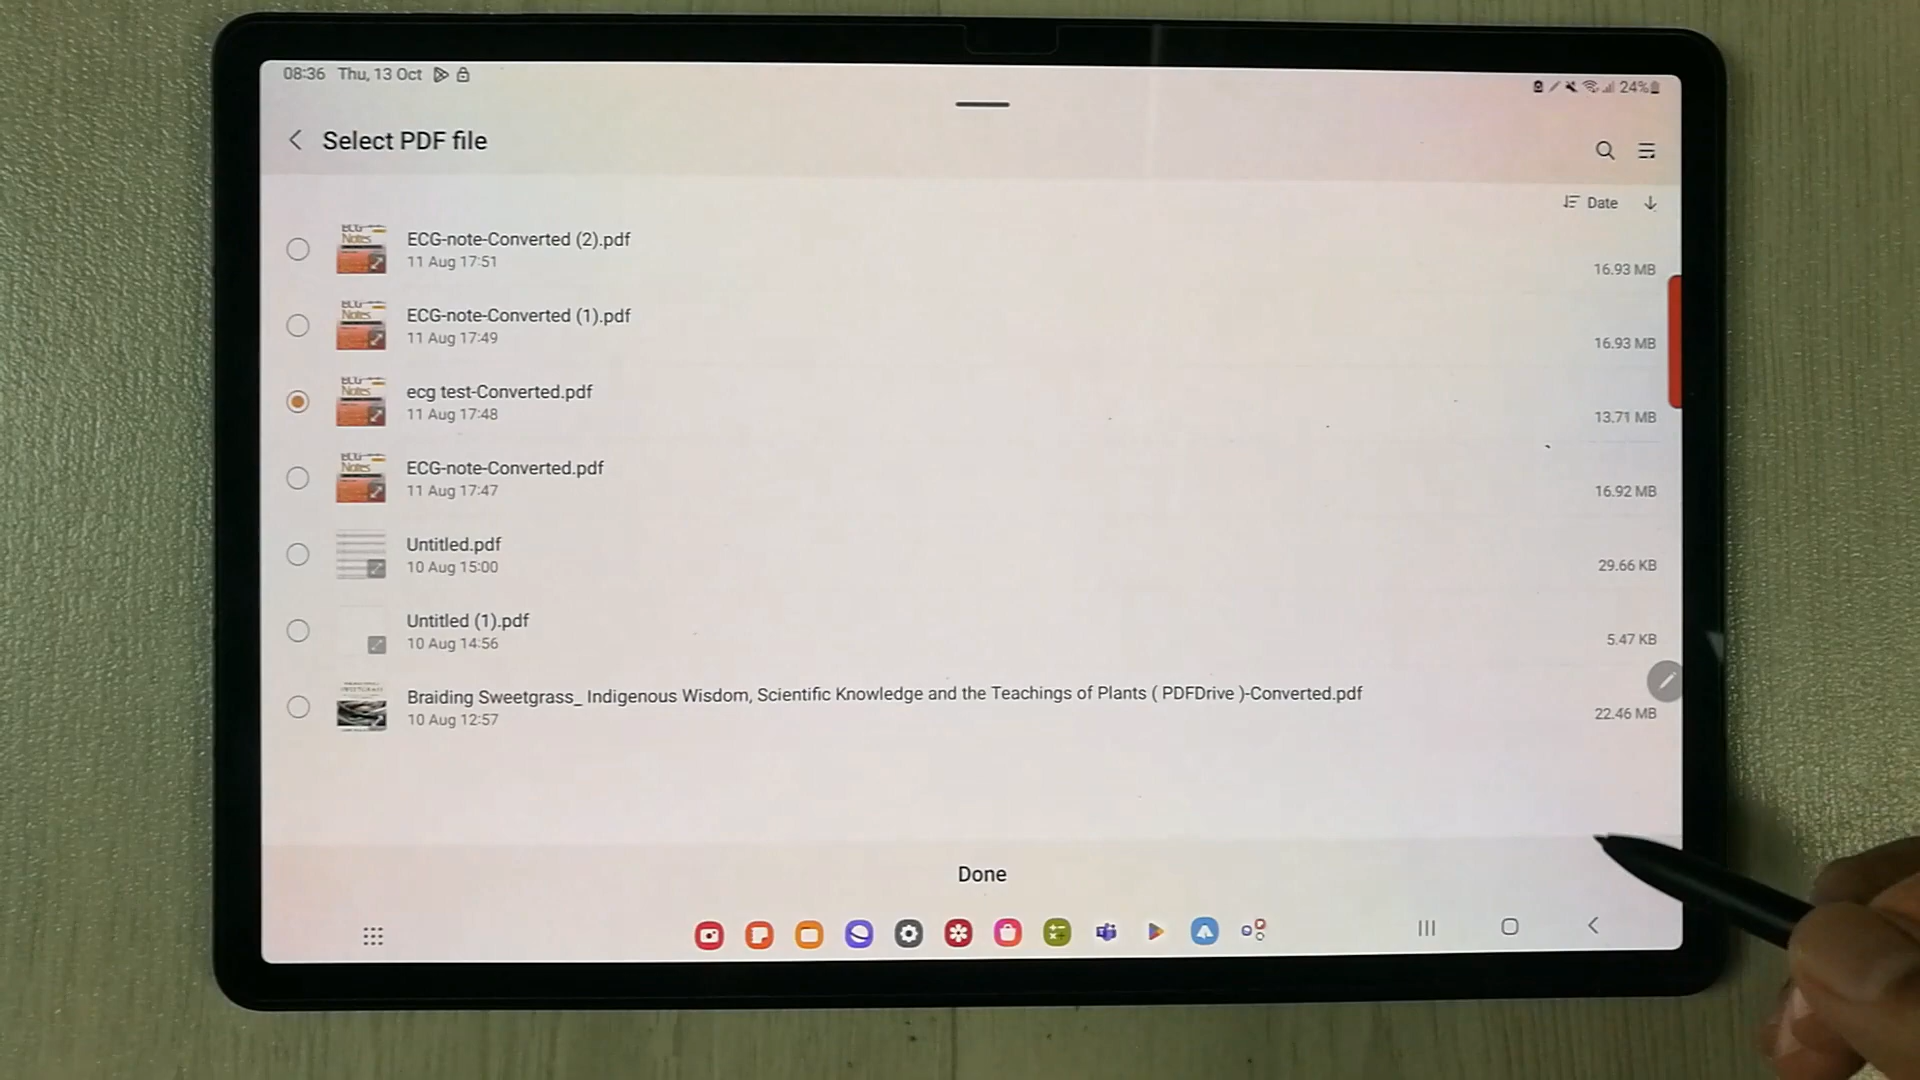 08:36 Thu, 13 Oct
24%
Select PDF file
Date
ECG-note-Converted (2).pdf
11 Aug 17:51
16.93 MB
ECG-note-Converted (1).pdf
11 Aug 17:49
16.93 MB
ecg test-Converted.pdf
11 Aug 17:48
13.71 MB
ECG-note-Converted.pdf
11 Aug 17:47
16.92 MB
Untitled.pdf
10 Aug 15:00
29.66 KB
Untitled (1).pdf
10 Aug 14:56
5.47 KB
Braiding Sweetgrass_ Indigenous Wisdom, Scientific Knowledge and the Teachings of Plants ( PDFDrive )-Converted.pdf
10 Aug 12:57
22.46 MB
Done